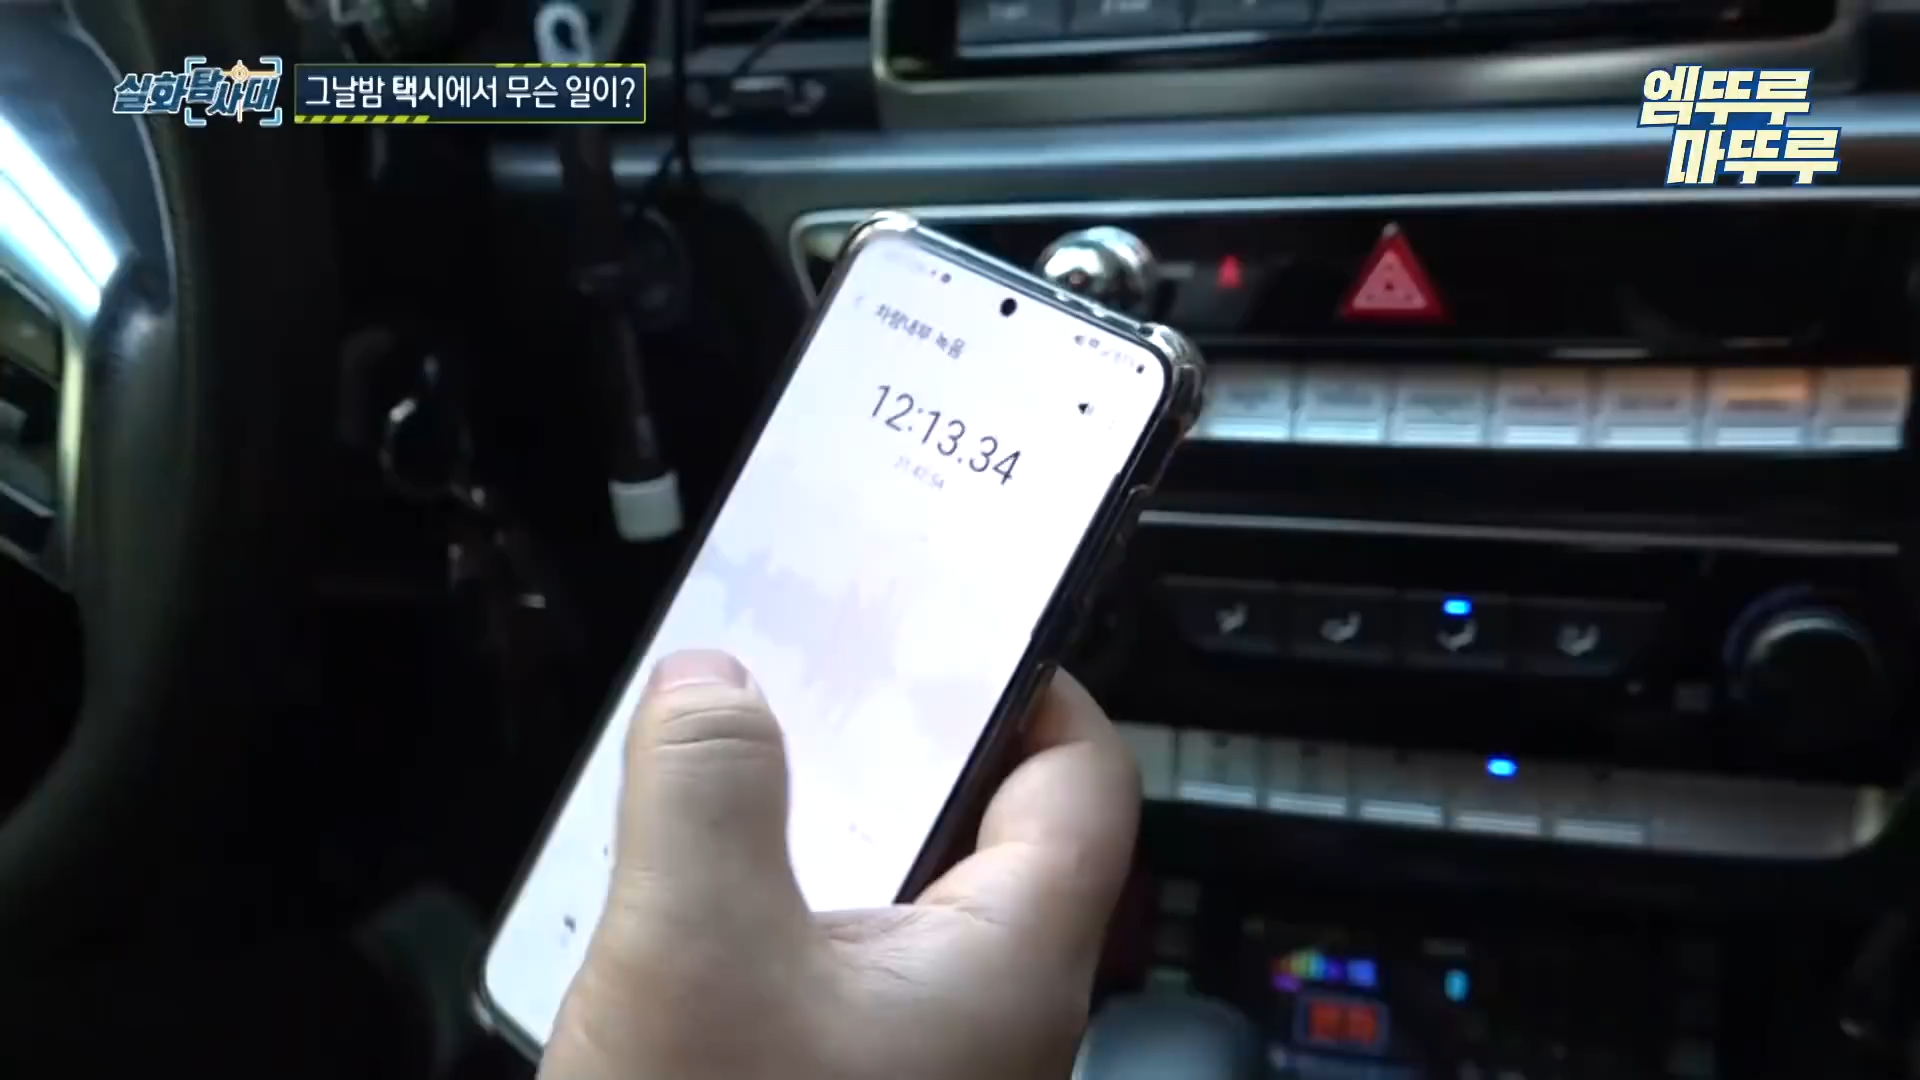 실화탐사대
그날밤 택시에서 무슨 일이?
엠뚜루
마뚜루
차량내부 녹음
12:13.34